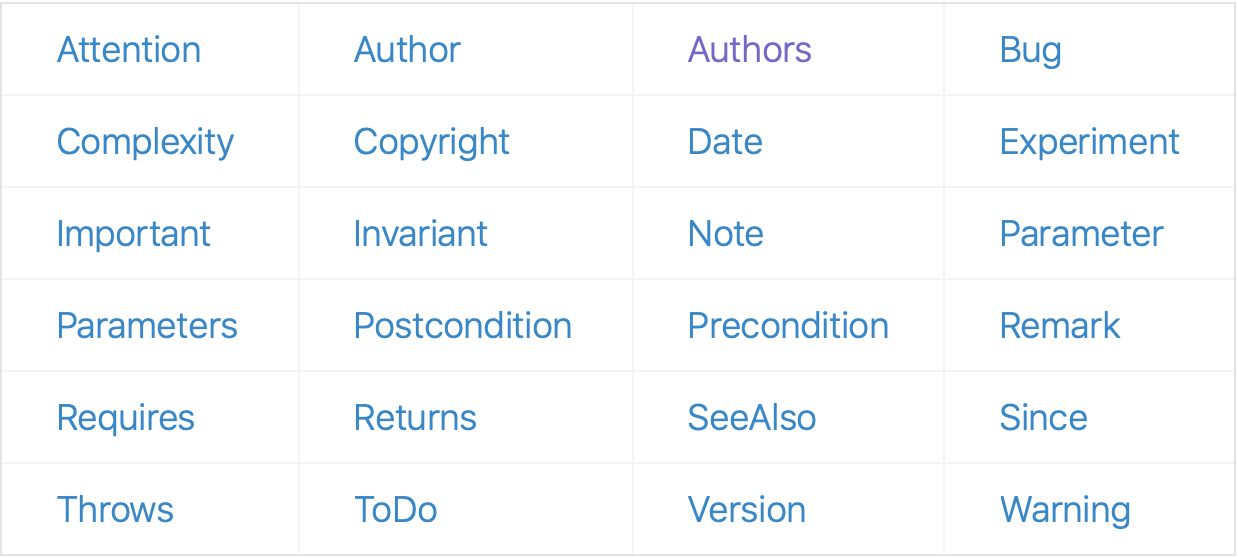 Attention Author Authors Bug
Complexity Copyright Date Experiment
Important Invariant Note Parameter
Parameters Postcondition Precondition Remark
Requires Returns SeeAlso Since
Throws ToDo Version Warning